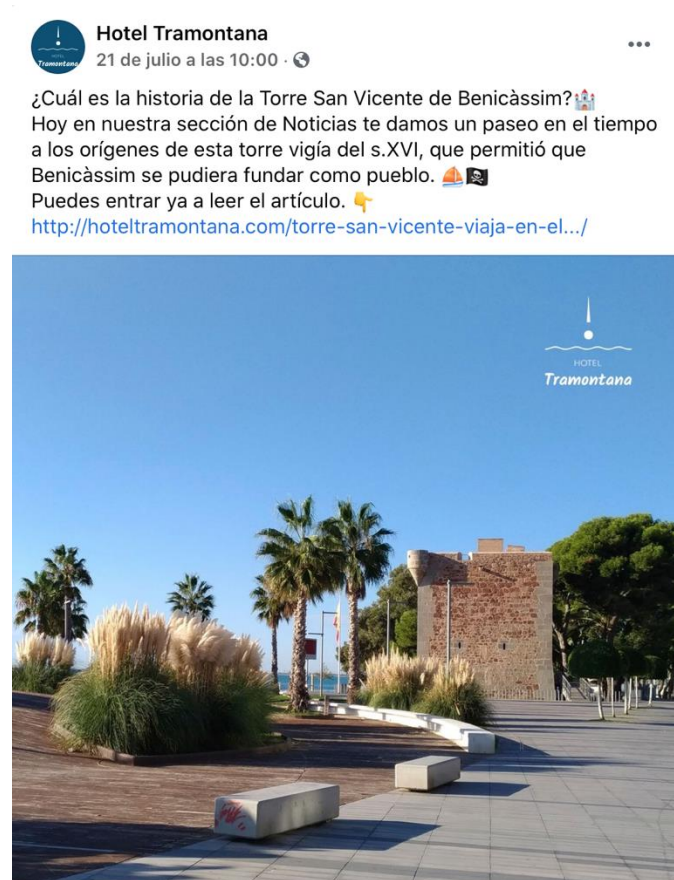 Hotel Tramontana
21 de julio a las 10:00 ·
¿Cuál es la historia de la Torre San Vicente de Benicàssim?🏰
Hoy en nuestra sección de Noticias te damos un paseo en el tiempo
a los orígenes de esta torre vigía del s.XVI, que permitió que
Benicàssim se pudiera fundar como pueblo. ⛵🏴‍☠️
Puedes entrar ya a leer el artículo. 👇
http://hoteltramontana.com/torre-san-vicente-viaja-en-el.../
HOTEL
Tramontana
HOTEL
Tramontana